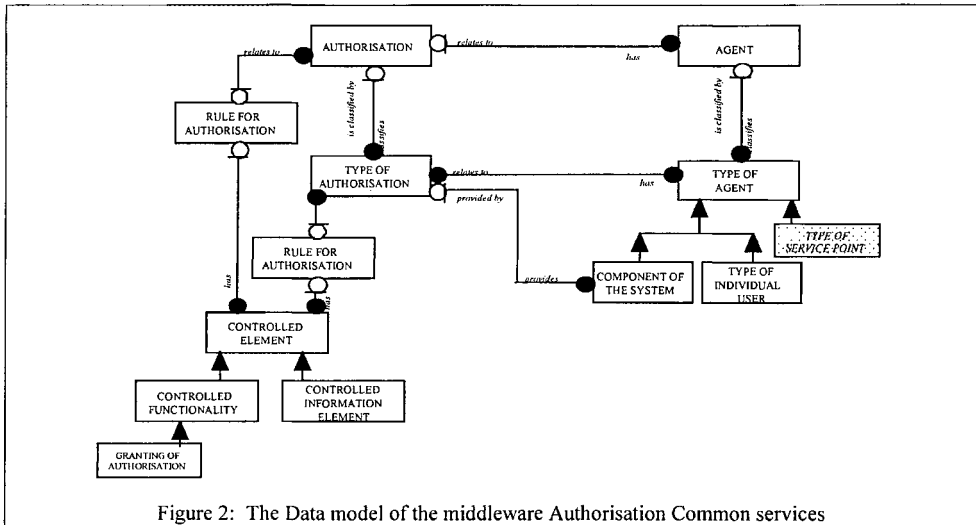 AUTHORISATION
AGENT
relates to
relates to
has
RULE FOR
AUTHORISATION
is classified by
classifies
is classified by
classifies
TYPE OF
AUTHORISATION
relates to
has
provided by
TYPE OF
AGENT
TYPE OF
SERVICE POINT
RULE FOR
AUTHORISATION
COMPONENT OF
THE SYSTEM
TYPE OF
INDIVIDUAL
USER
provides
has
has
CONTROLLED
ELEMENT
CONTROLLED
FUNCTIONALITY
CONTROLLED
INFORMATION
ELEMENT
GRANTING OF
AUTHORISATION
Figure 2: The Data model of the middleware Authorisation Common services